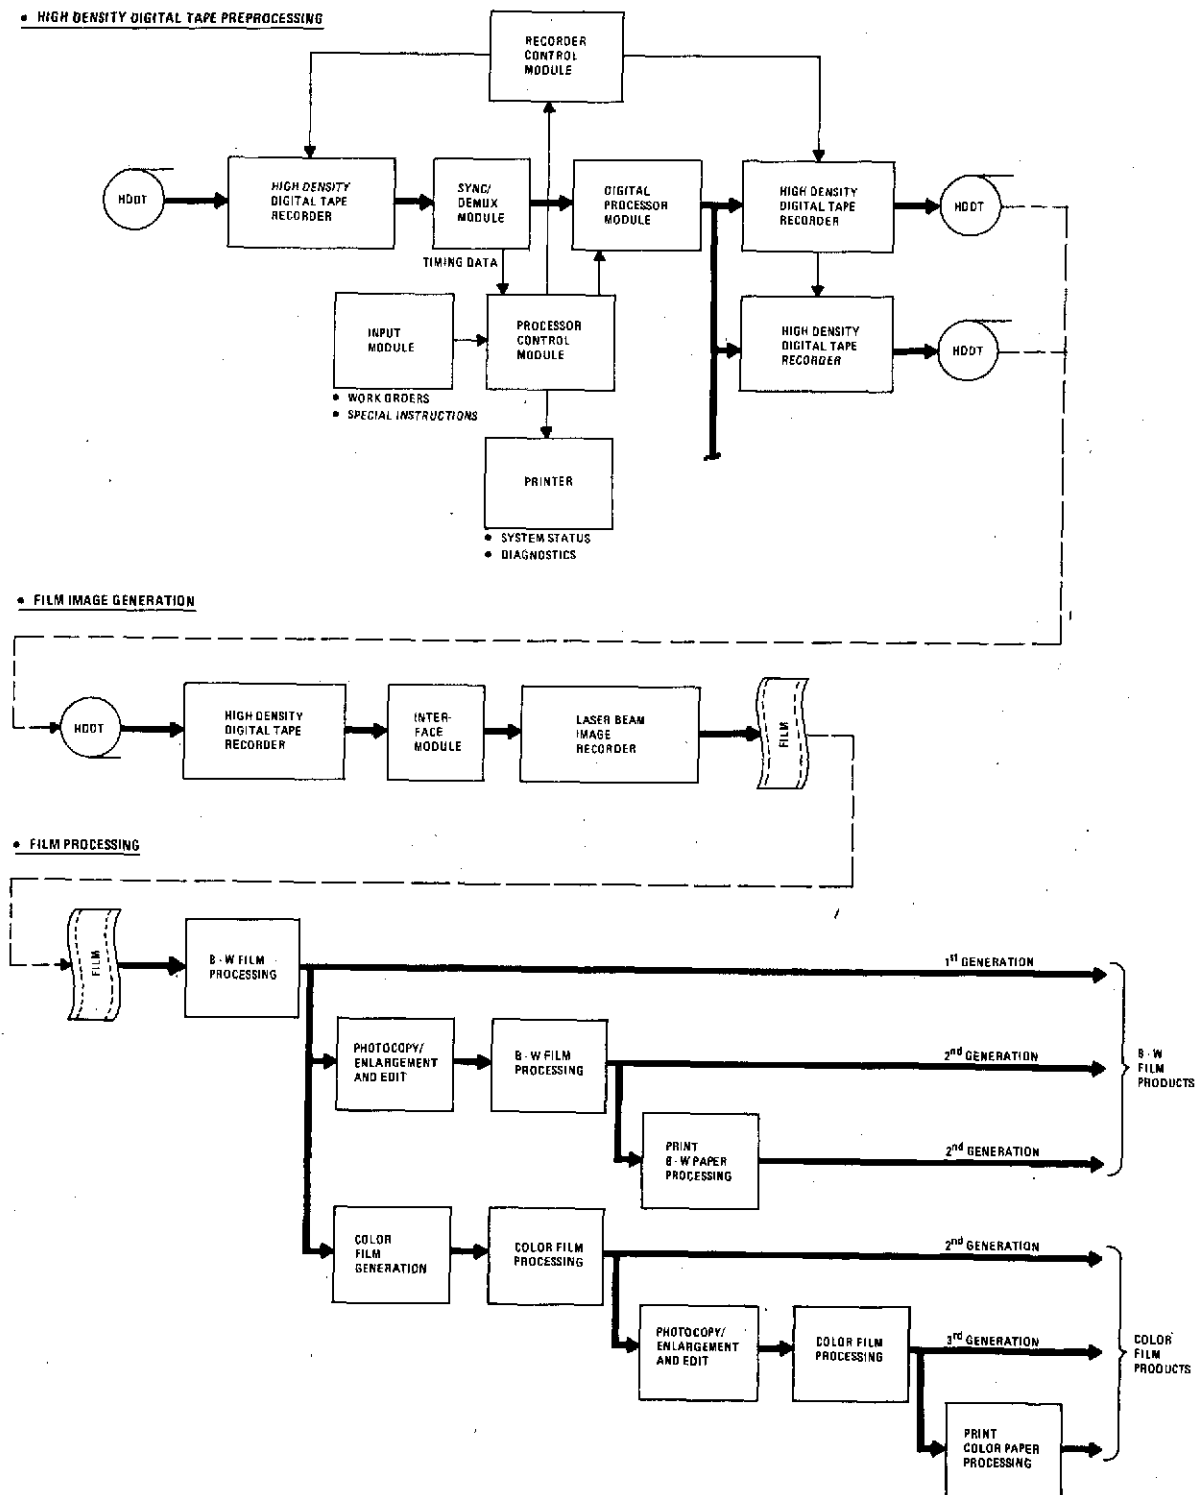 • HIGH DENSITY DIGITAL TAPE PREPROCESSING
RECORDER
CONTROL
MODULE
HDDT
HIGH DENSITY
DIGITAL TAPE
RECORDER
SYNC/
DEMUX
MODULE
DIGITAL
PROCESSOR
MODULE
HIGH DENSITY
DIGITAL TAPE
RECORDER
HDDT
TIMING DATA
INPUT
MODULE
PROCESSOR
CONTROL
MODULE
HIGH DENSITY
DIGITAL TAPE
RECORDER
HDDT
• WORK ORDERS
• SPECIAL INSTRUCTIONS
PRINTER
• SYSTEM STATUS
• DIAGNOSTICS
• FILM IMAGE GENERATION
HDDT
HIGH DENSITY
DIGITAL TAPE
RECORDER
INTER-
FACE
MODULE
LASER BEAM
IMAGE
RECORDER
FILM
• FILM PROCESSING
FILM
B-W FILM
PROCESSING
1st GENERATION
PHOTOCOPY/
ENLARGEMENT
AND EDIT
B-W FILM
PROCESSING
2nd GENERATION
B-W
FILM
PRODUCTS
PRINT
B-W PAPER
PROCESSING
2nd GENERATION
COLOR
FILM
GENERATION
COLOR FILM
PROCESSING
2nd GENERATION
PHOTOCOPY/
ENLARGEMENT
AND EDIT
COLOR FILM
PROCESSING
3rd GENERATION
COLOR
FILM
PRODUCTS
PRINT
COLOR PAPER
PROCESSING